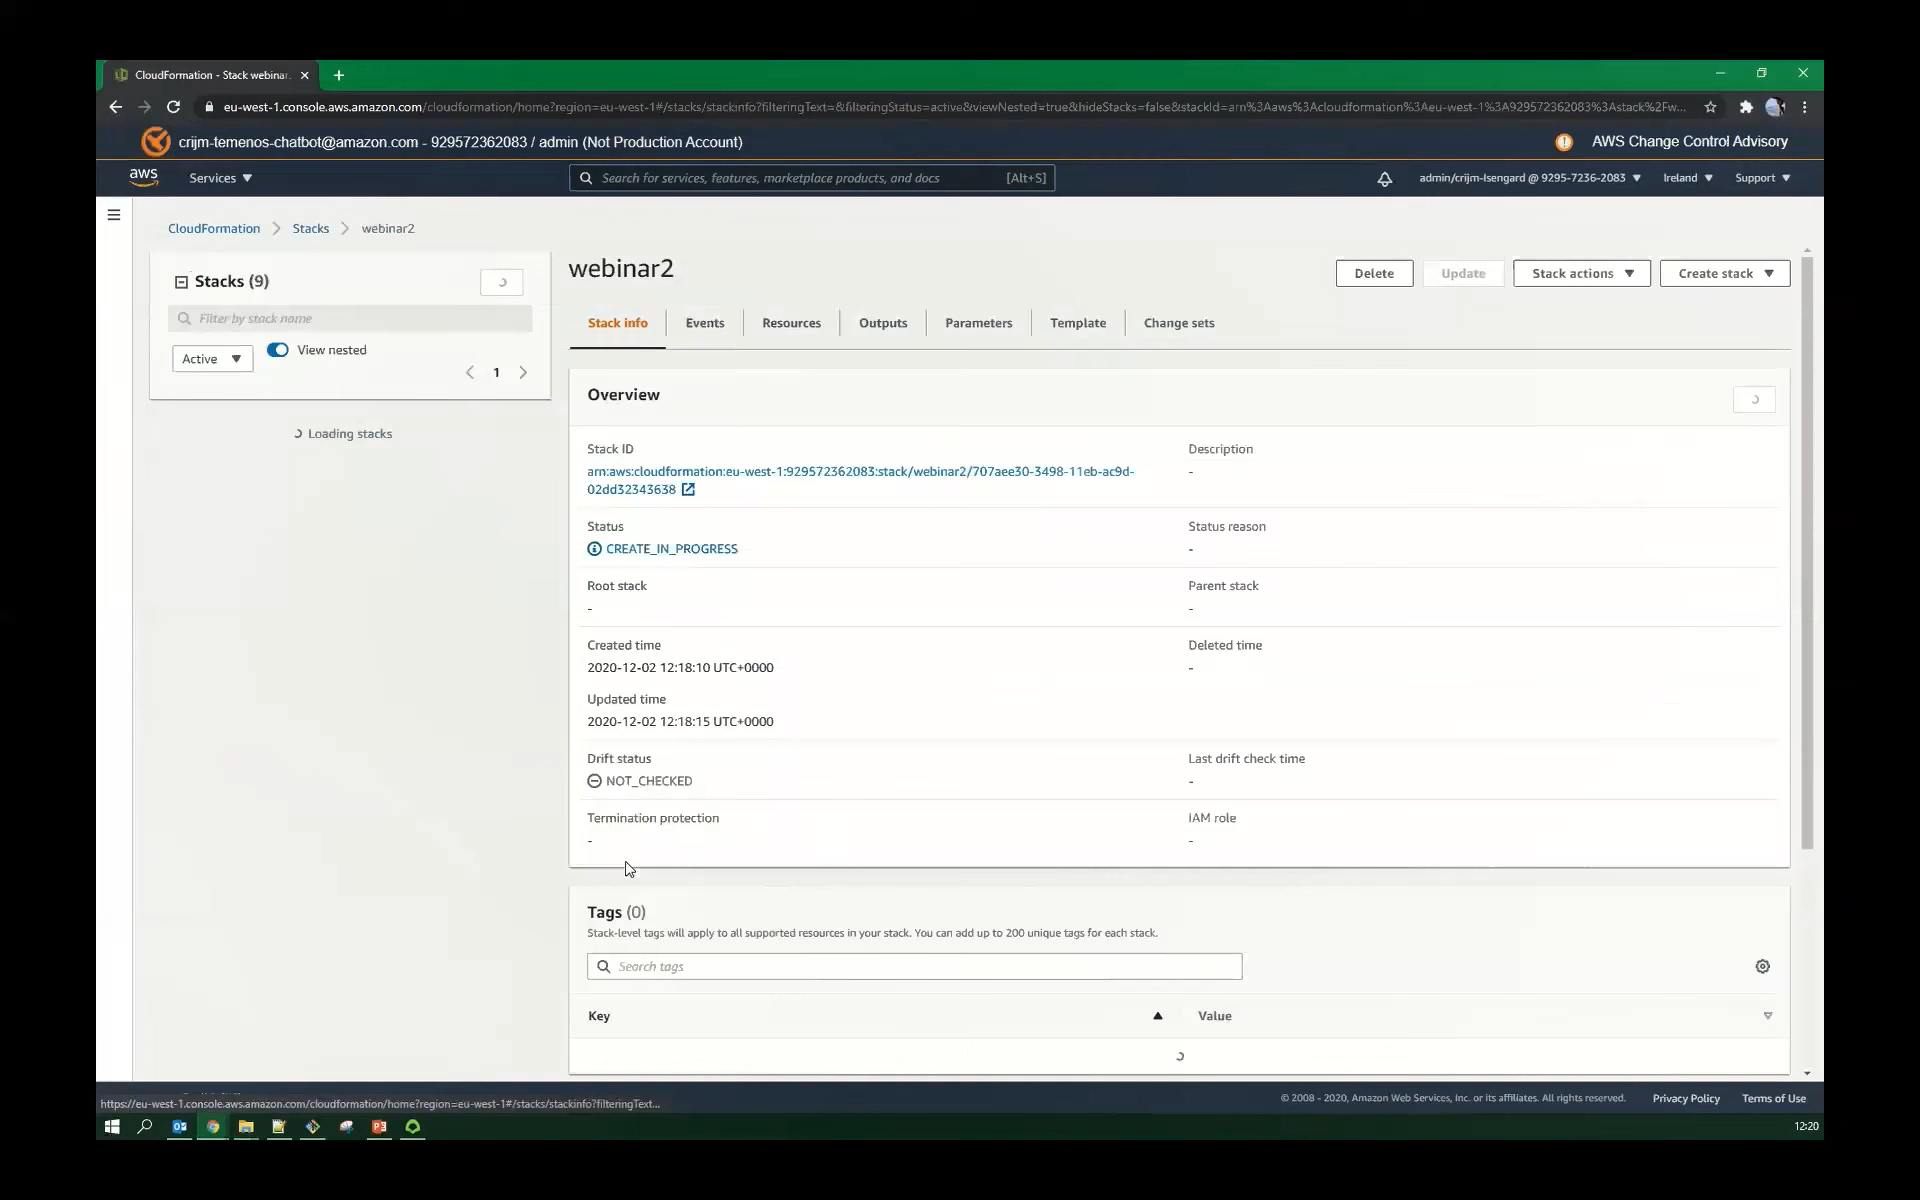 CloudFormation - Stack webinar
eu-west-1.console.aws.amazon.com/cloudformation/home?region=eu-west-1#/stacks/stackinfo?filteringText=&filteringStatus=active&viewNested=true&hideStacks=false&stackId=arn%3Aaws%3Acloudformation%3Aeu-west-1%3A929572362083%3Astack%2Fw...
crijm-temenos-chatbot@amazon.com - 929572362083 / admin (Not Production Account)
AWS Change Control Advisory
aws
Services
Search for services, features, marketplace products, and docs
[Alt+S]
admin/crijm-Isengard @ 9295-7236-2083
Ireland
Support
CloudFormation
Stacks
webinar2
Stacks (9)
Filter by stack name
Active
View nested
1
Loading stacks
webinar2
Delete
Update
Stack actions
Create stack
Stack info
Events
Resources
Outputs
Parameters
Template
Change sets
Overview
Stack ID
arn:aws:cloudformation:eu-west-1:929572362083:stack/webinar2/707aee30-3498-11eb-ac9d-
02dd32343638
Description
-
Status
CREATE_IN_PROGRESS
Status reason
-
Root stack
-
Parent stack
-
Created time
2020-12-02 12:18:10 UTC+0000
Deleted time
-
Updated time
2020-12-02 12:18:15 UTC+0000
Drift status
NOT_CHECKED
Last drift check time
-
Termination protection
-
IAM role
-
Tags (0)
Stack-level tags will apply to all supported resources in your stack. You can add up to 200 unique tags for each stack.
Search tags
Key
Value
https://eu-west-1.console.aws.amazon.com/cloudformation/home?region=eu-west-1#/stacks/stackinfo?filteringText...
© 2008 - 2020, Amazon Web Services, Inc. or its affiliates. All rights reserved.
Privacy Policy
Terms of Use
12:20